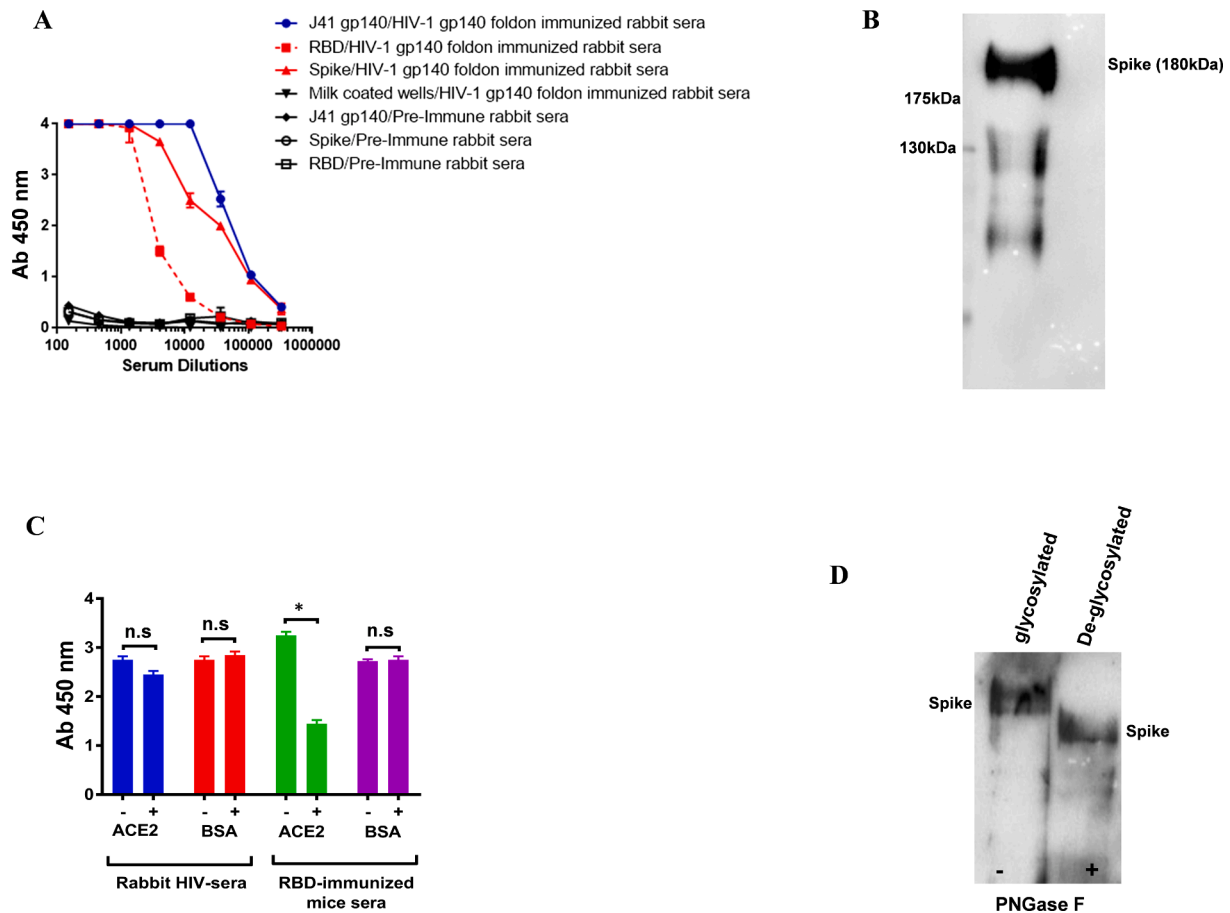 A
J41 gp140/HIV-1 gp140 foldon immunized rabbit sera
RBD/HIV-1 gp140 foldon immunized rabbit sera
Spike/HIV-1 gp140 foldon immunized rabbit sera
Milk coated wells/HIV-1 gp140 foldon immunized rabbit sera
J41 gp140/Pre-Immune rabbit sera
Spike/Pre-Immune rabbit sera
RBD/Pre-Immune rabbit sera
Ab 450 nm
4
3
2
1
0
100 1000 10000 100000 1000000
Serum Dilutions
B
Spike (180kDa)
175kDa
130kDa
C
Ab 450 nm
4
3
2
1
0
n.s n.s * n.s
- + - + - + - +
ACE2 BSA ACE2 BSA
Rabbit HIV-sera
RBD-immunized
mice sera
D
glycosylated
De-glycosylated
Spike
Spike
- +
PNGase F